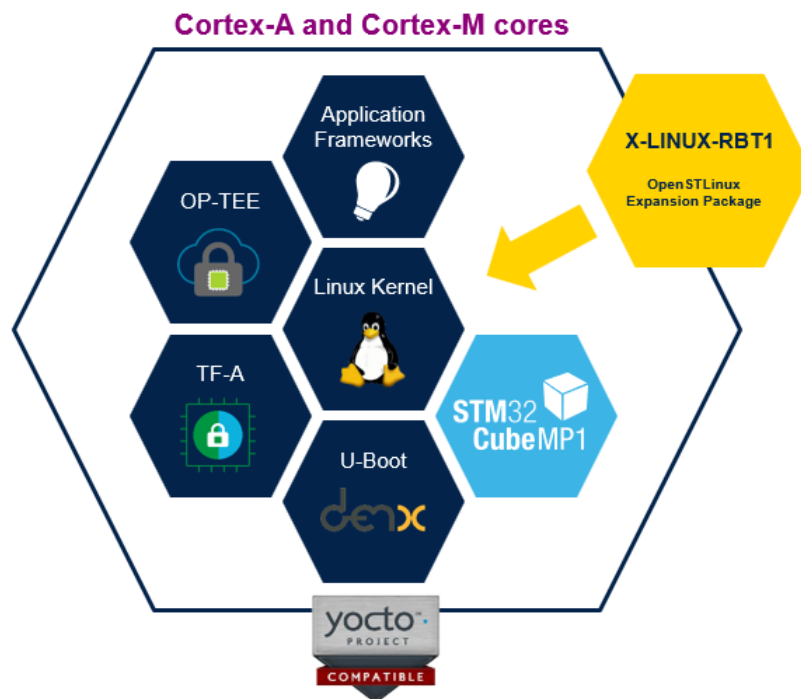 Cortex-A and Cortex-M cores
Application
Frameworks
X-LINUX-RBT1
OpenSTLinux
Expansion Package
OP-TEE
Linux Kernel
TF-A
STM32
CubeMP1
U-Boot
denx
yocto™
PROJECT
COMPATIBLE